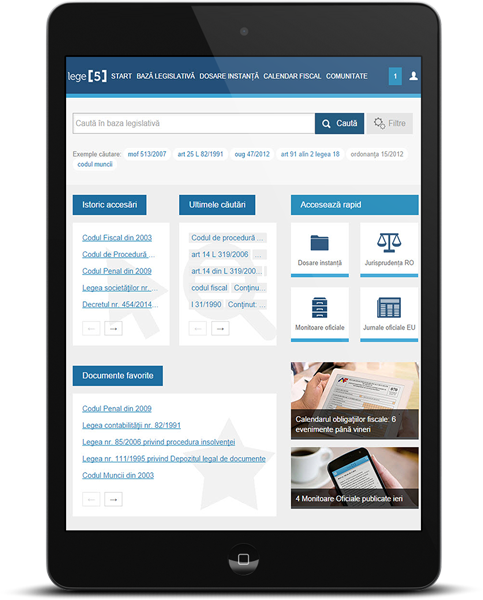 lege [5] START BAZĂ LEGISLATIVĂ DOSARE INSTANȚĂ CALENDAR FISCAL COMUNITATE 1
Caută în baza legislativă Caută Filtre
Exemple căutare: mof 513/2007 art 25 L 82/1991 oug 47/2012 art 91 alin 2 legea 18 ordonanța 15/2012
codul muncii
Istoric accesări
Codul Fiscal din 2003
Codul de Procedură ...
Codul Penal din 2009
Legea societăţilor nr. ...
Decretul nr. 454/2014...
Ultimele căutări
Codul de procedură ...
art 14 L 319/2006 ...
art.14 din L 319/200...
codul fiscal Conținu...
l 31/1990 Conținut: ...
Accesează rapid
Dosare instanță
Jurisprudența RO
Monitoare oficiale
Jurnale oficiale EU
Documente favorite
Codul Penal din 2009
Legea contabilităţii nr. 82/1991
Legea nr. 85/2006 privind procedura insolvenţei
Legea nr. 111/1995 privind Depozitul legal de documente
Codul Muncii din 2003
Calendarul obligațiilor fiscale: 6
evenimente până vineri
4 Monitoare Oficiale publicate ieri